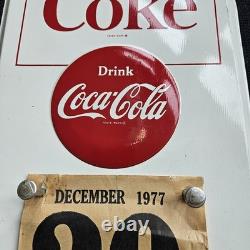 Coke
Drink
Coca-Cola
DECEMBER 1977